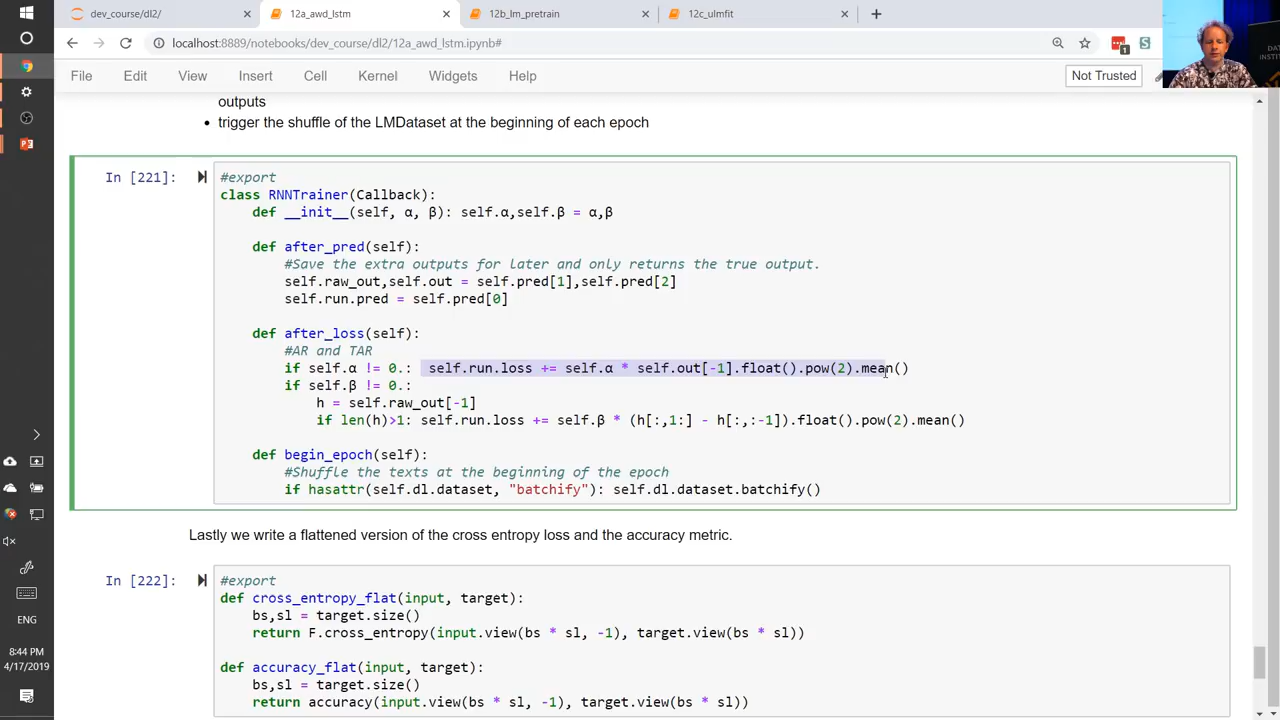 dev_course/dl2/
12a_awd_lstm
12b_lm_pretrain
12c_ulmfit
localhost:8889/notebooks/dev_course/dl2/12a_awd_lstm.ipynb#
1
File Edit View Insert Cell Kernel Widgets Help
Not Trusted
outputs
• trigger the shuffle of the LMDataset at the beginning of each epoch
In [221]:
#export
class RNNTrainer(Callback):
def __init__(self, α, β): self.α,self.β = α,β
def after_pred(self):
#Save the extra outputs for later and only returns the true output.
self.raw_out,self.out = self.pred[1],self.pred[2]
self.run.pred = self.pred[0]
def after_loss(self):
#AR and TAR
if self.α != 0.: self.run.loss += self.α * self.out[-1].float().pow(2).mean()
if self.β != 0.:
h = self.raw_out[-1]
if len(h)>1: self.run.loss += self.β * (h[:,1:] - h[:,:-1]).float().pow(2).mean()
def begin_epoch(self):
#Shuffle the texts at the beginning of the epoch
if hasattr(self.dl.dataset, "batchify"): self.dl.dataset.batchify()
Lastly we write a flattened version of the cross entropy loss and the accuracy metric.
In [222]:
#export
def cross_entropy_flat(input, target):
bs,sl = target.size()
return F.cross_entropy(input.view(bs * sl, -1), target.view(bs * sl))
def accuracy_flat(input, target):
bs,sl = target.size()
return accuracy(input.view(bs * sl, -1), target.view(bs * sl))
ENG
8:44 PM
4/17/2019